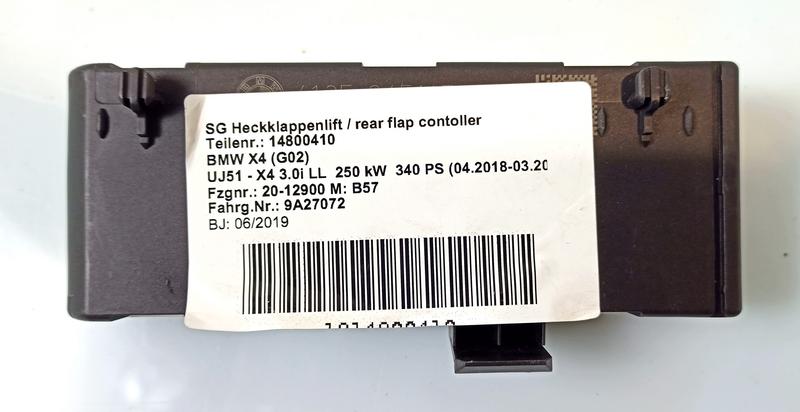 SG Heckklappenlift / rear flap contoller
Teilenr.: 14800410
BMW X4 (G02)
UJ51 - X4 3.0i LL 250 kW 340 PS (04.2018-03.20
Fzgnr.: 20-12900 M: B57
Fahrg.Nr.: 9A27072
BJ: 06/2019